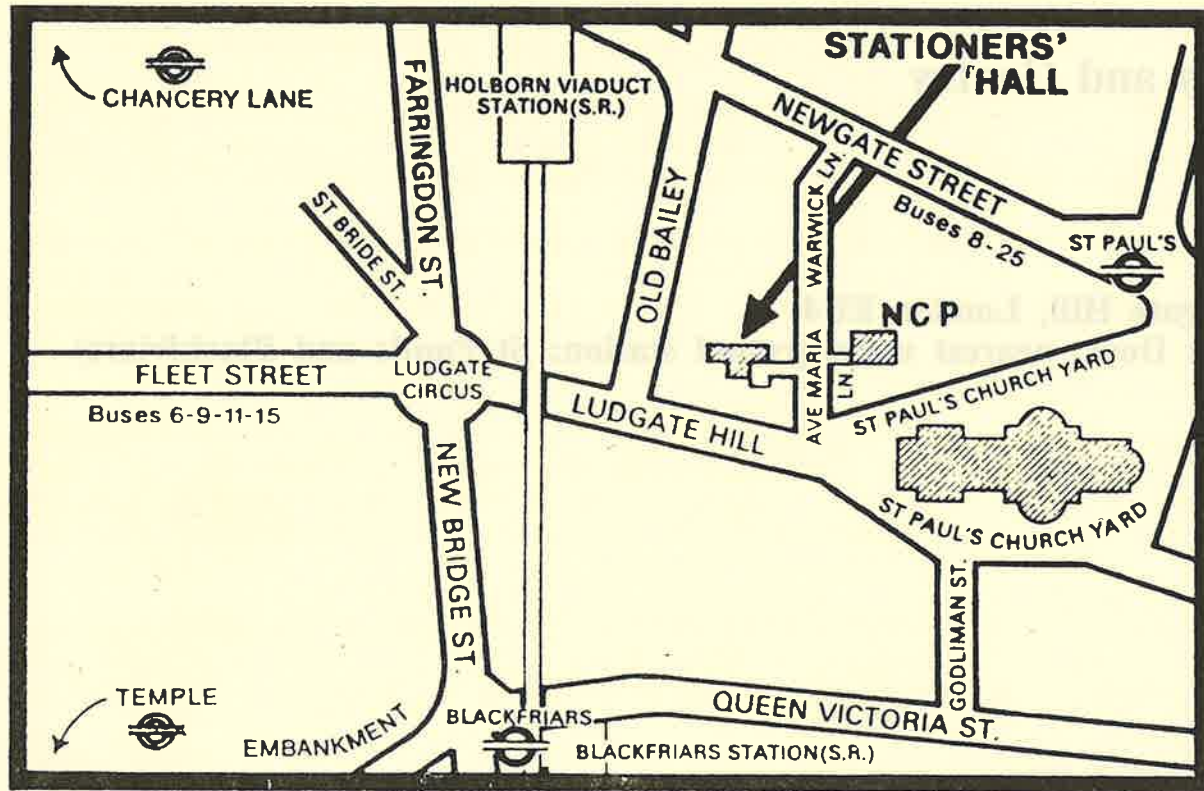 STATIONERS'
HALL
CHANCERY LANE
FARRINGDON ST.
HOLBORN VIADUCT
STATION(S.R.)
NEWGATE STREET
Buses 8-25
OLD BAILEY
WARWICK LN.
ST PAUL'S
ST BRIDE ST.
NCP
AVE MARIA
LN.
FLEET STREET
LUDGATE
CIRCUS
Buses 6-9-11-15
LUDGATE HILL
ST PAUL'S CHURCH YARD
ST PAUL'S CHURCH YARD
NEW BRIDGE ST.
GODLIMAN ST.
TEMPLE
EMBANKMENT
BLACKFRIARS
QUEEN VICTORIA ST.
BLACKFRIARS STATION(S.R.)